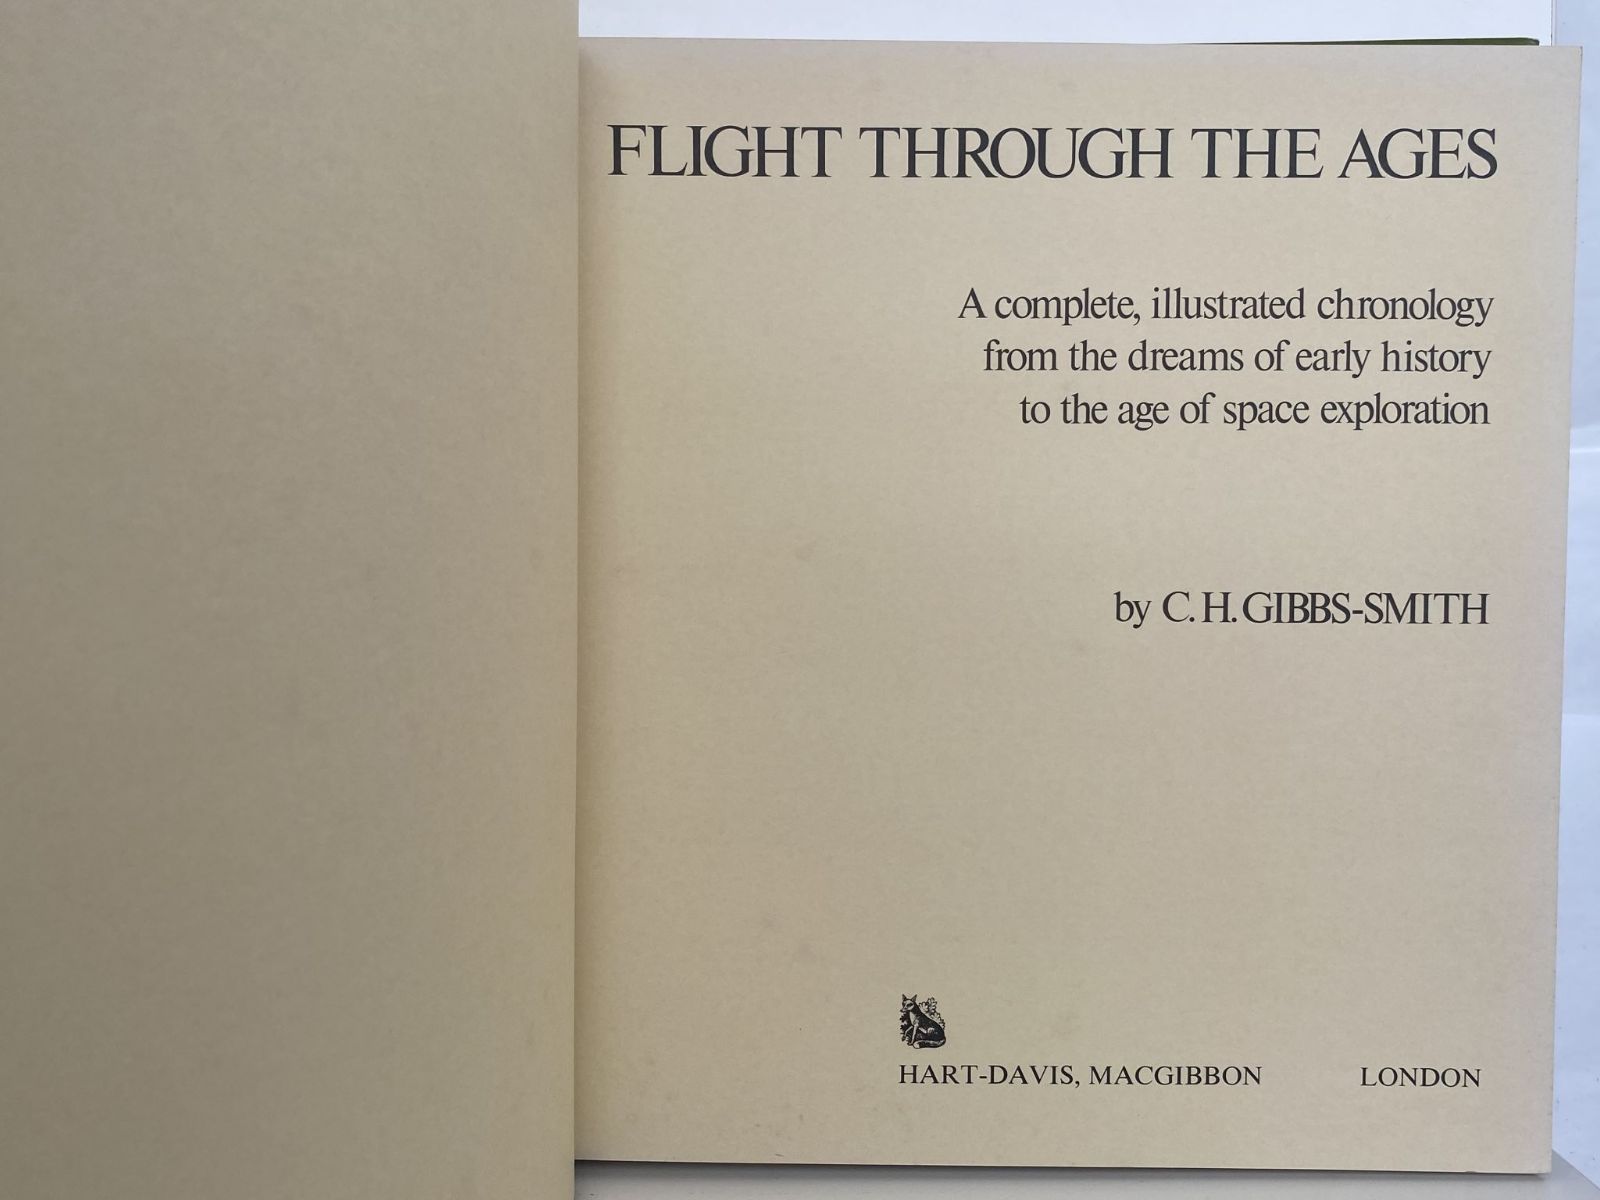 FLIGHT THROUGH THE AGES
A complete, illustrated chronology
from the dreams of early history
to the age of space exploration
by C. H. GIBBS-SMITH
HART-DAVIS, MACGIBBON LONDON